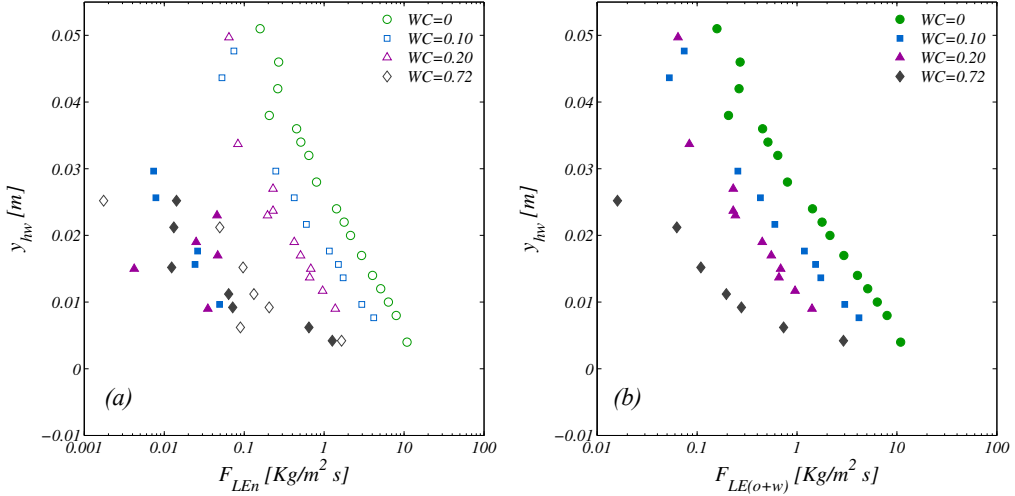 0.05
0.04
0.03
0.02
0.01
0
−0.01
y_hw [m]
WC=0
WC=0.10
WC=0.20
WC=0.72
(a)
0.001
0.01
0.1
1
10
100
F_LEn [Kg/m² s]
0.05
0.04
0.03
0.02
0.01
0
−0.01
y_hw [m]
WC=0
WC=0.10
WC=0.20
WC=0.72
(b)
0.01
0.1
1
10
100
F_LE(o+w) [Kg/m² s]